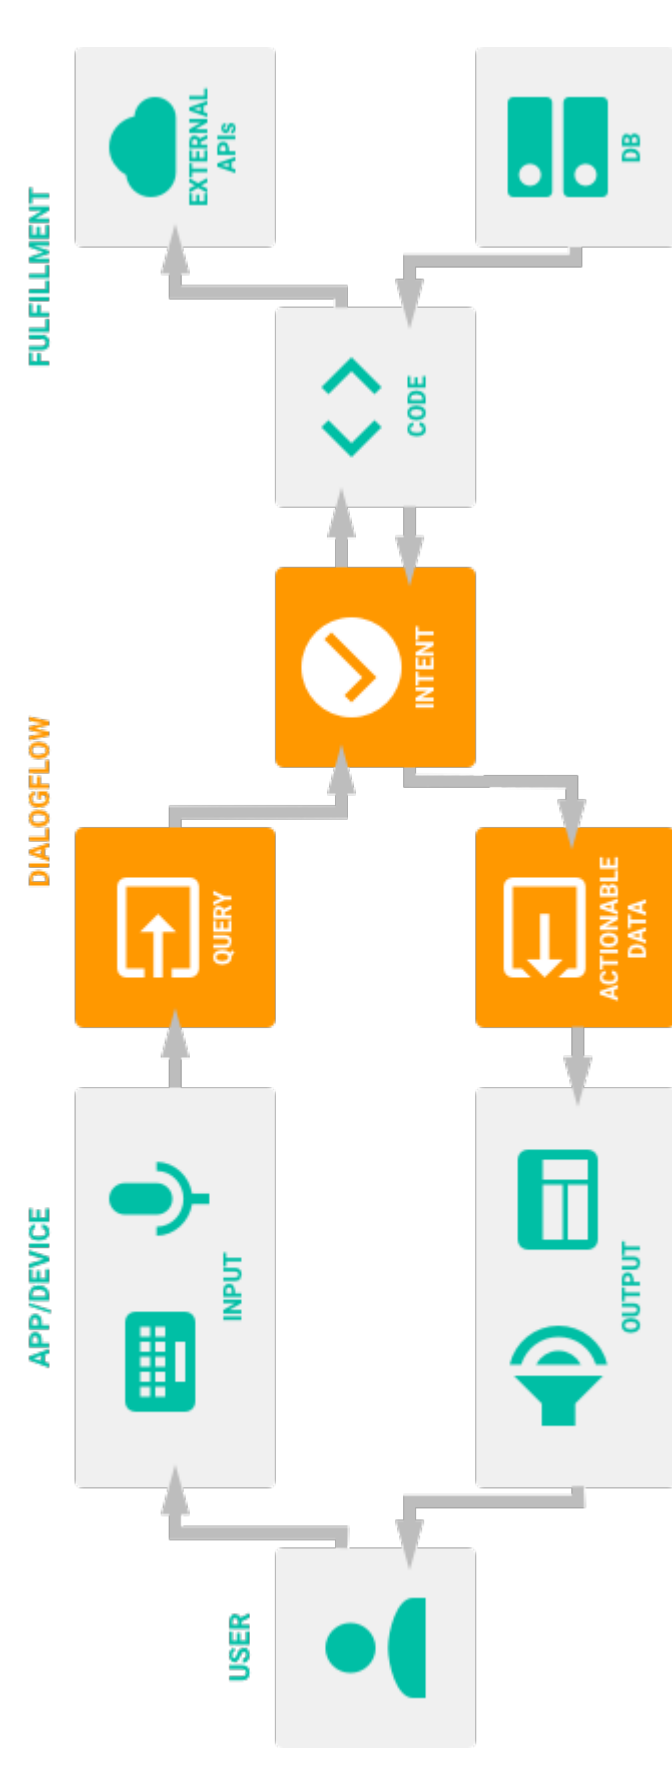 USER
APP/DEVICE
DIALOGFLOW
FULFILLMENT
INPUT
QUERY
EXTERNAL
APIs
INTENT
CODE
OUTPUT
ACTIONABLE
DATA
DB